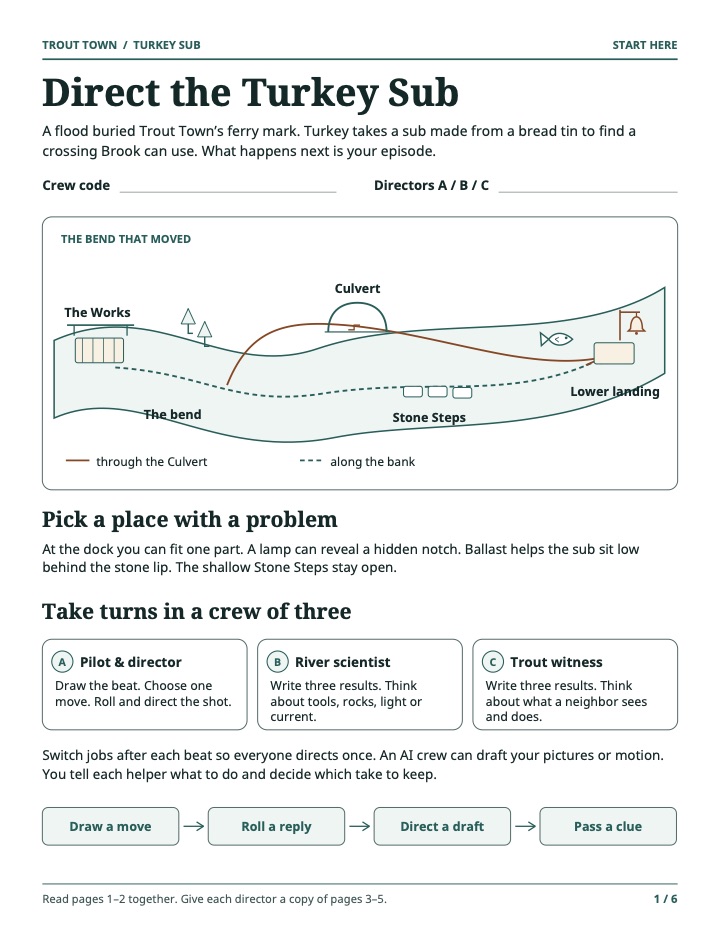 TROUT TOWN / TURKEY SUB
START HERE
Direct the Turkey Sub
A flood buried Trout Town’s ferry mark. Turkey takes a sub made from a bread tin to find a
crossing Brook can use. What happens next is your episode.
Crew code
Directors A / B / C
THE BEND THAT MOVED
Culvert
The Works
Lower landing
The bend
Stone Steps
through the Culvert
along the bank
Pick a place with a problem
At the dock you can fit one part. A lamp can reveal a hidden notch. Ballast helps the sub sit low
behind the stone lip. The shallow Stone Steps stay open.
Take turns in a crew of three
A Pilot & director
Draw the beat. Choose one
move. Roll and direct the shot.
B River scientist
Write three results. Think
about tools, rocks, light or
current.
C Trout witness
Write three results. Think
about what a neighbor sees
and does.
Switch jobs after each beat so everyone directs once. An AI crew can draft your pictures or motion.
You tell each helper what to do and decide which take to keep.
Draw a move
Roll a reply
Direct a draft
Pass a clue
Read pages 1–2 together. Give each director a copy of pages 3–5.
1 / 6